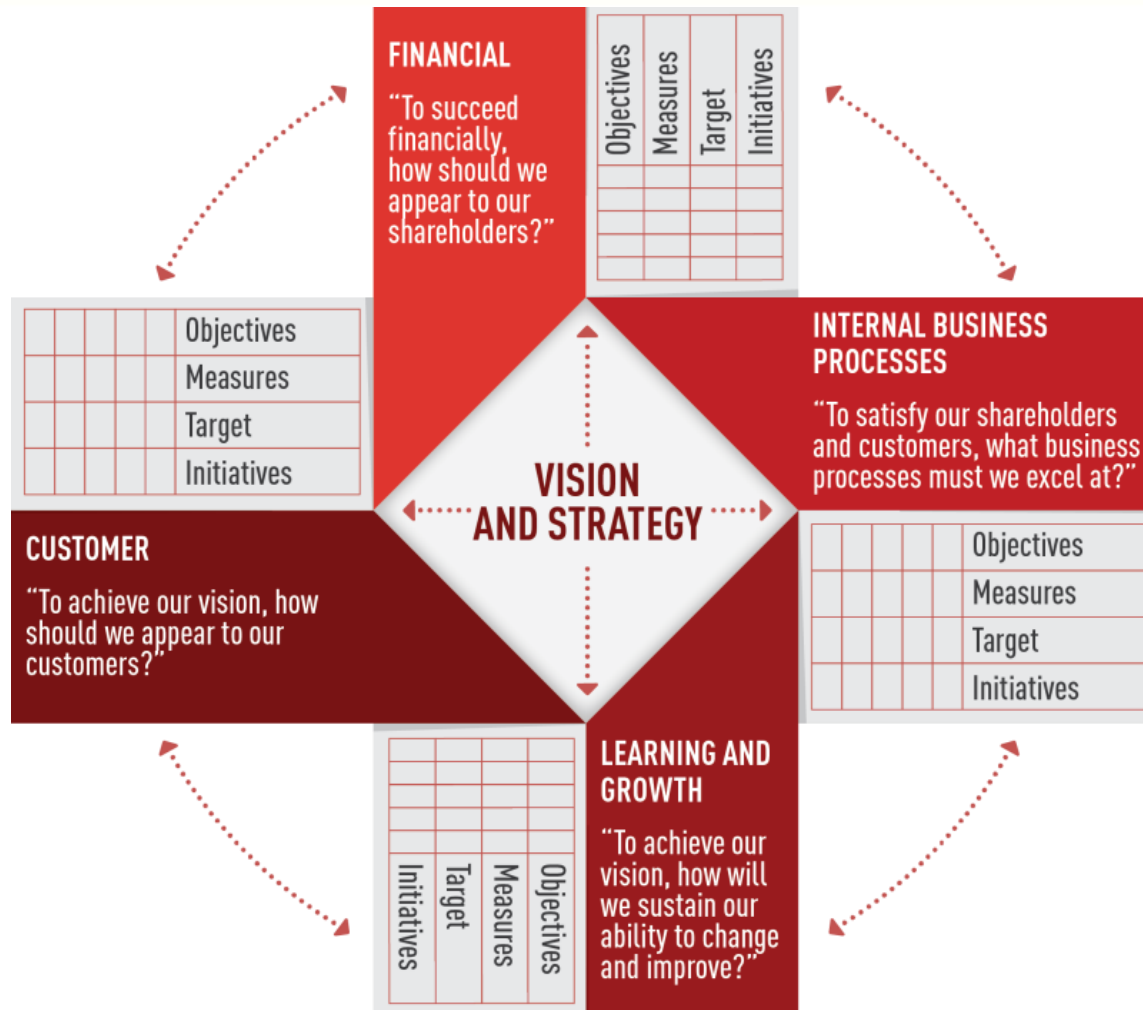 FINANCIAL
“To succeed
financially,
how should we
appear to our
shareholders?”
Objectives
Measures
Target
Initiatives
Objectives
Measures
Target
Initiatives
INTERNAL BUSINESS
PROCESSES
“To satisfy our shareholders
and customers, what business
processes must we excel at?”
VISION
AND STRATEGY
CUSTOMER
“To achieve our vision, how
should we appear to our
customers?”
Objectives
Measures
Target
Initiatives
Initiatives
Target
Measures
Objectives
LEARNING AND
GROWTH
“To achieve our
vision, how will
we sustain our
ability to change
and improve?”